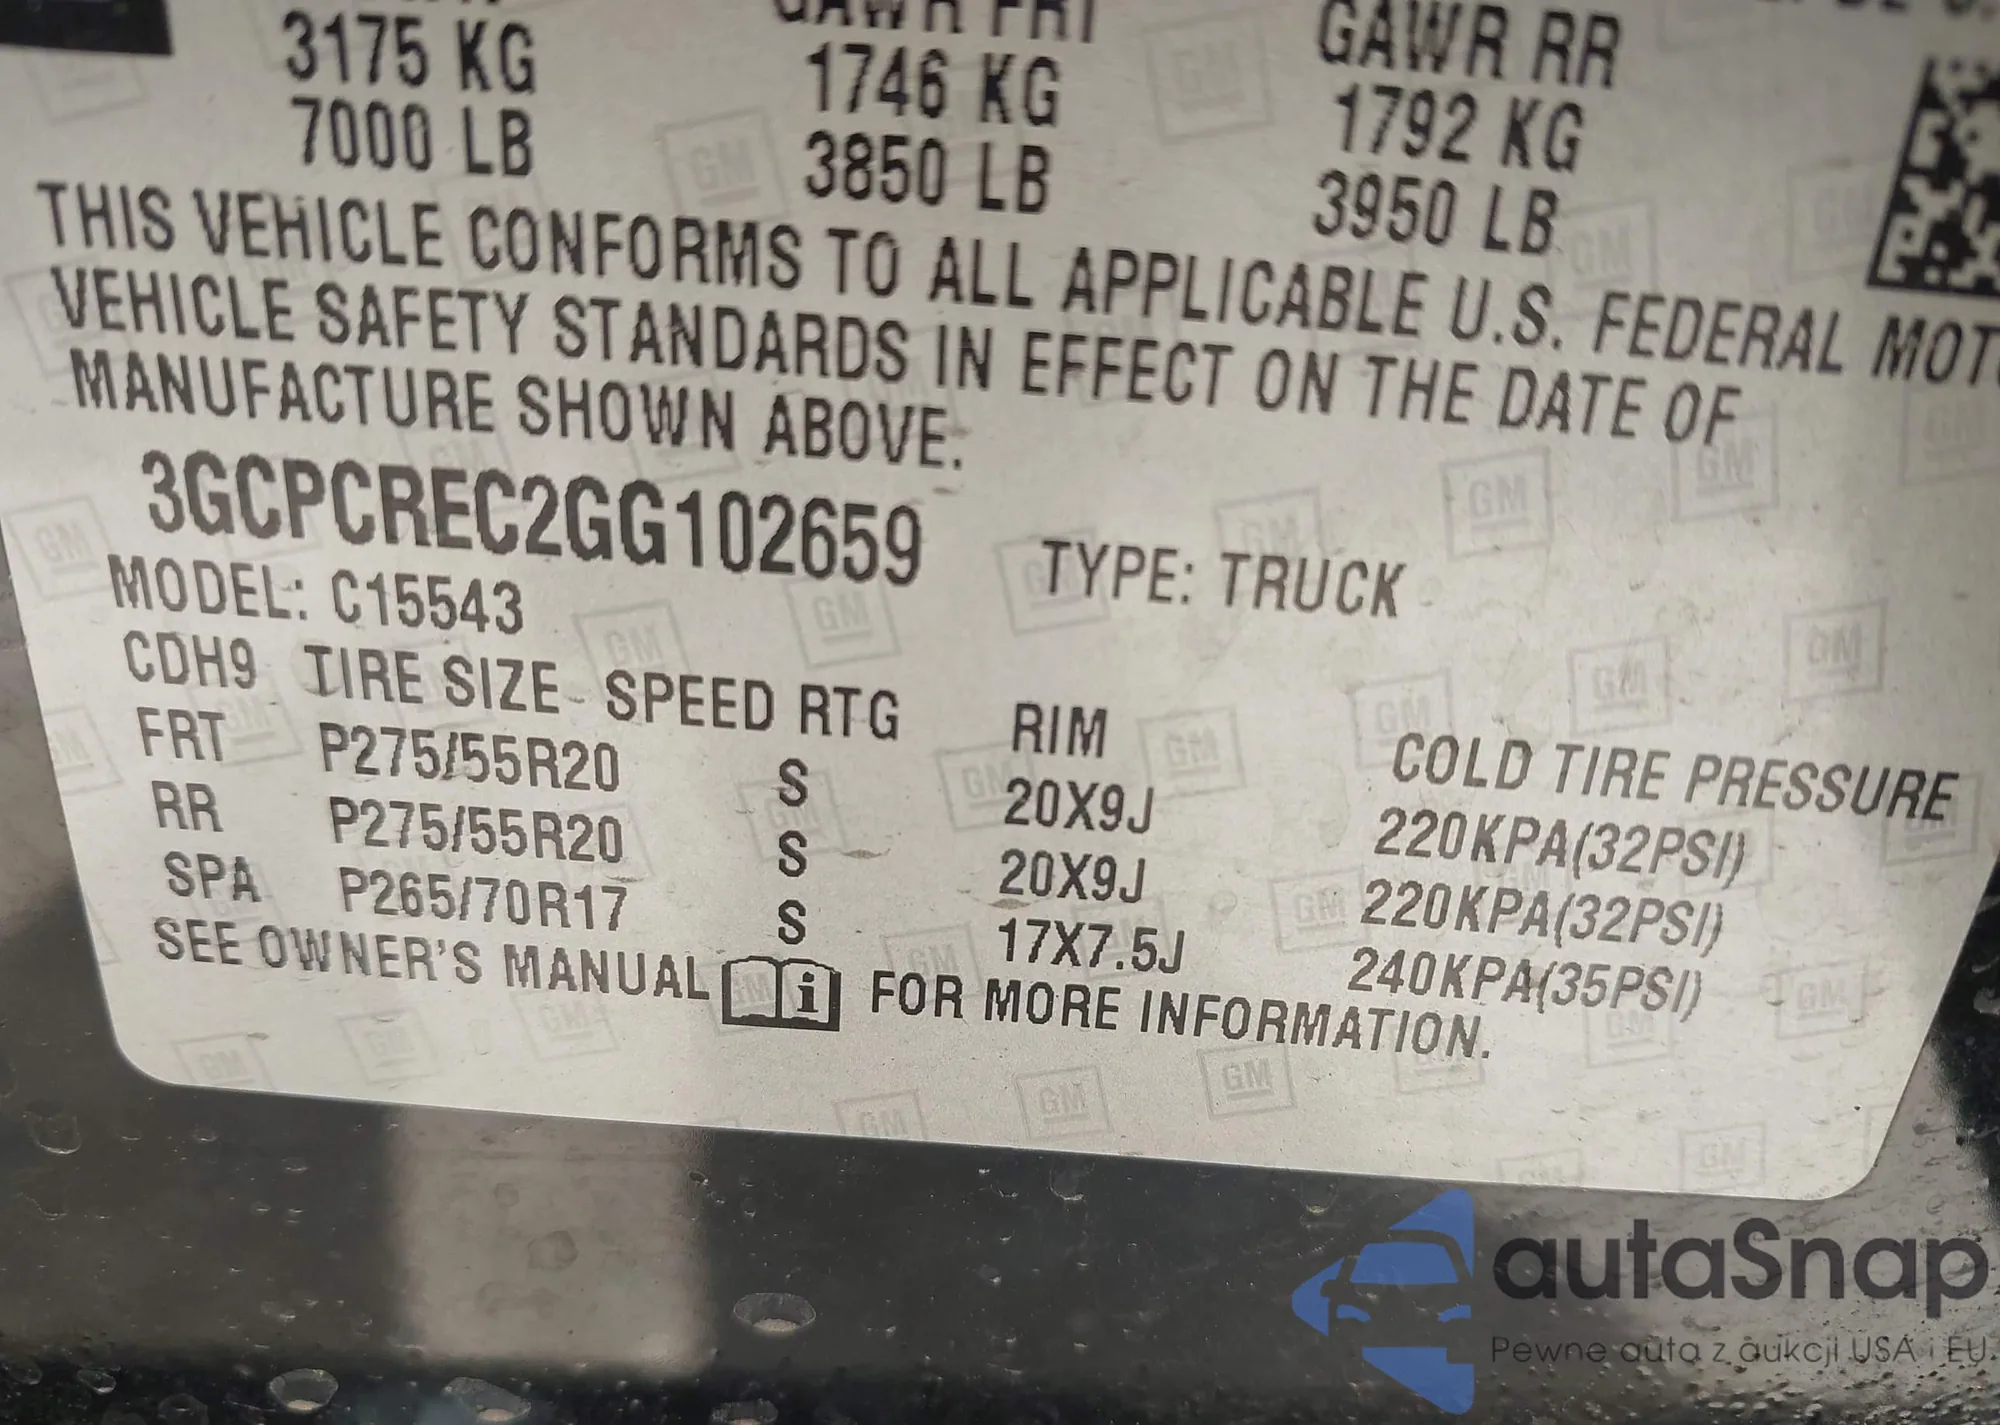 GAWR FRT GAWR RR
3175 KG 1746 KG 1792 KG
7000 LB 3850 LB 3950 LB
THIS VEHICLE CONFORMS TO ALL APPLICABLE U.S. FEDERAL MOT
VEHICLE SAFETY STANDARDS IN EFFECT ON THE DATE OF
MANUFACTURE SHOWN ABOVE.
3GCPCREC2GG102659 TYPE: TRUCK
MODEL: C15543
CDH9 TIRE SIZE SPEED RTG RIM COLD TIRE PRESSURE
FRT P275/55R20 S 20X9J 220KPA(32PSI)
RR P275/55R20 S 20X9J 220KPA(32PSI)
SPA P265/70R17 S 17X7.5J 240KPA(35PSI)
SEE OWNER'S MANUAL i FOR MORE INFORMATION.
autaSnap
Pewne auta z aukcji USA i EU.